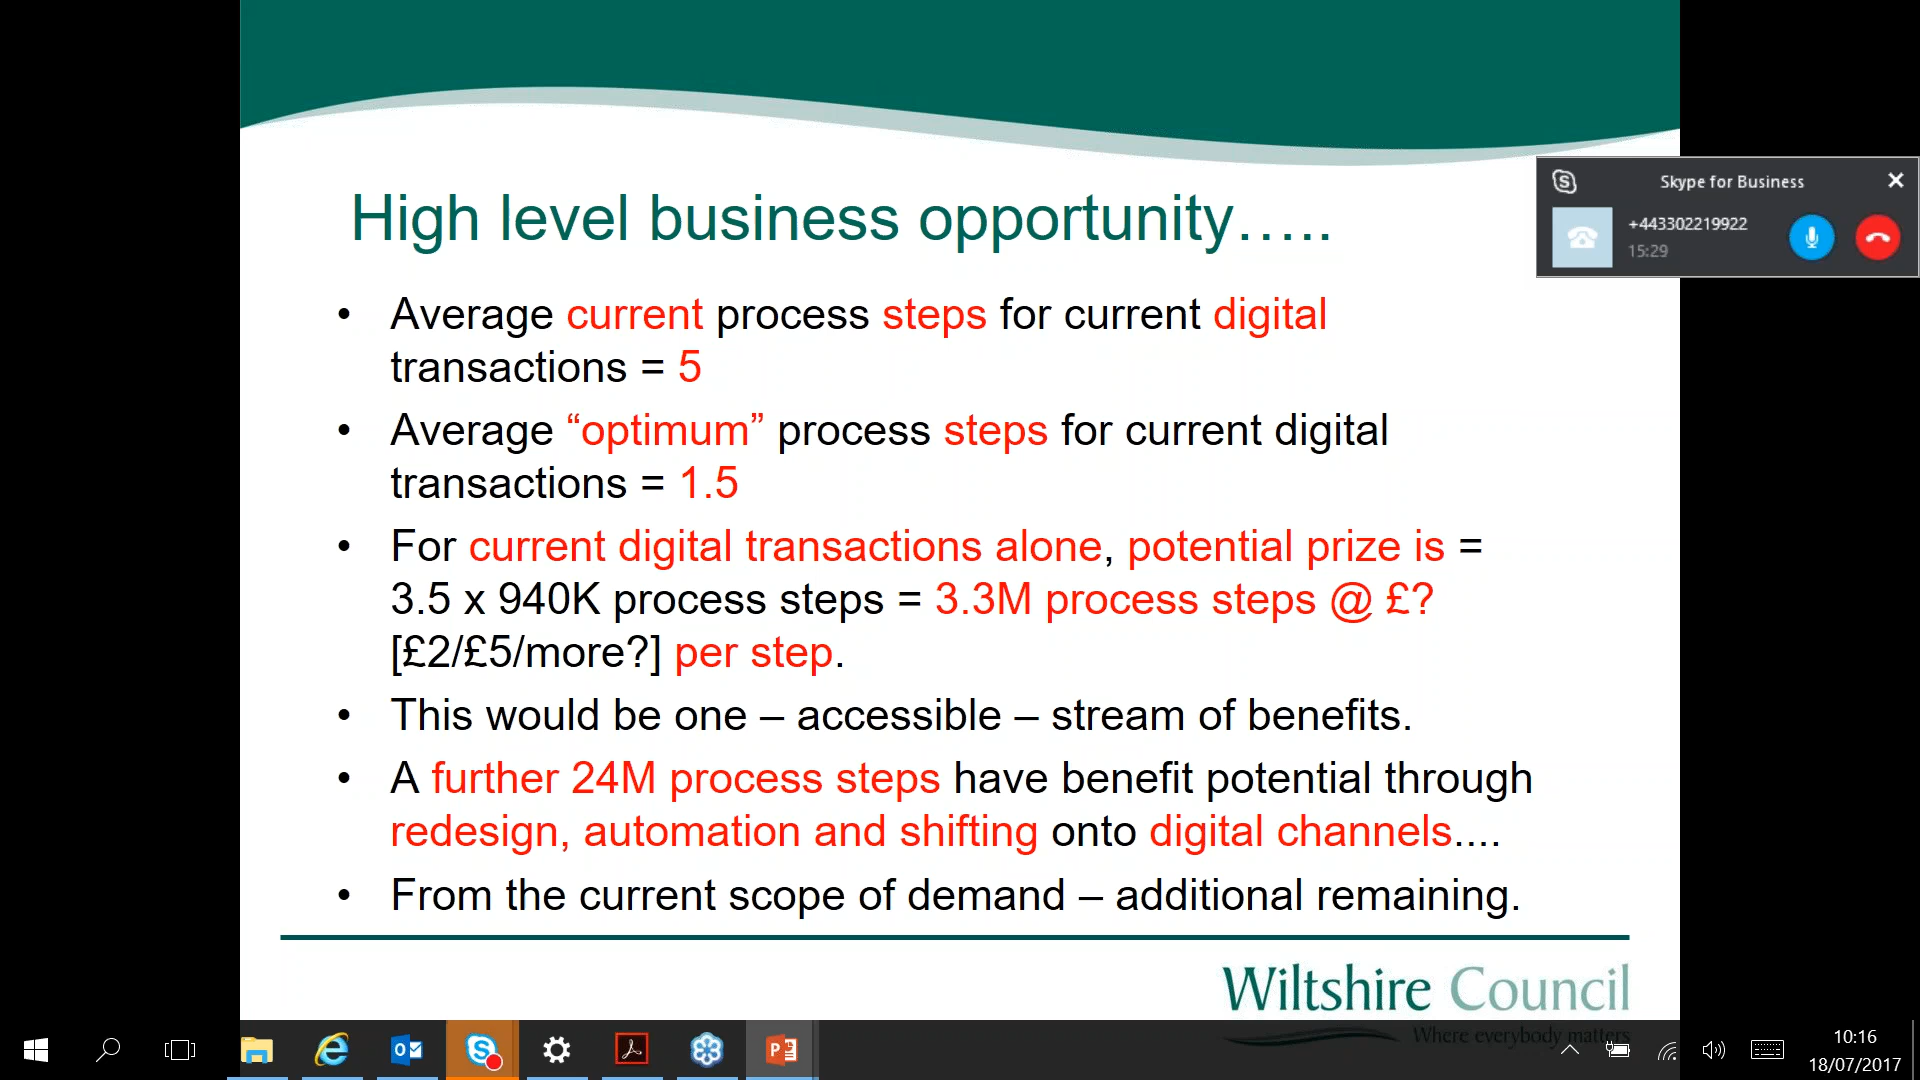 High level business opportunity…..
Skype for Business
+443302219922
15:29
• Average current process steps for current digital
transactions = 5
• Average “optimum” process steps for current digital
transactions = 1.5
• For current digital transactions alone, potential prize is =
3.5 x 940K process steps = 3.3M process steps @ £?
[£2/£5/more?] per step.
• This would be one – accessible – stream of benefits.
• A further 24M process steps have benefit potential through
redesign, automation and shifting onto digital channels....
• From the current scope of demand – additional remaining.
Wiltshire Council
Where everybody matters
10:16
18/07/2017